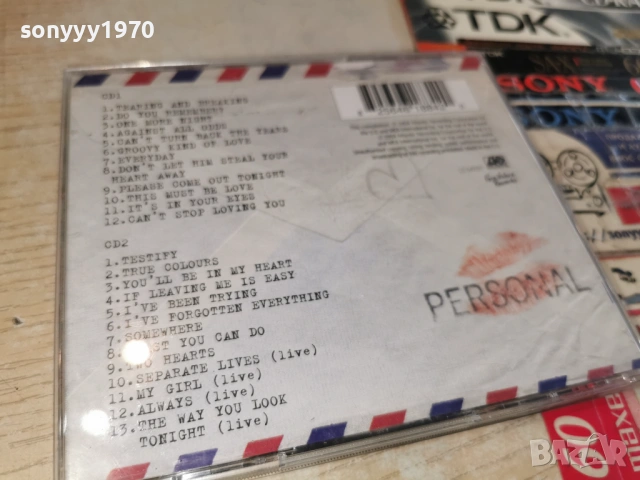 sonyyy1970
TDK
SONY
CD1
1.TEARING AND BREAKING
2.DO YOU REMEMBER?
3.ONE MORE NIGHT
4.AGAINST ALL ODDS
5.CAN'T TURN BACK THE YEARS
6.GROOVY KIND OF LOVE
7.EVERYDAY
8.DON'T LET HIM STEAL YOUR
HEART AWAY
9.PLEASE COME OUT TONIGHT
10.THIS MUST BE LOVE
11.IT'S IN YOUR EYES
12.CAN'T STOP LOVING YOU
CD2
1.TESTIFY
2.TRUE COLOURS
3.YOU'LL BE IN MY HEART
4.IF LEAVING ME IS EASY
5.I'VE BEEN TRYING
6.I'VE FORGOTTEN EVERYTHING
7.SOMEWHERE
8. YOU CAN DO
9.TWO HEARTS
10.SEPARATE LIVES (live)
11.MY GIRL (live)
12.ALWAYS (live)
13.THE WAY YOU LOOK
TONIGHT (live)
PERSONAL
BAZAR